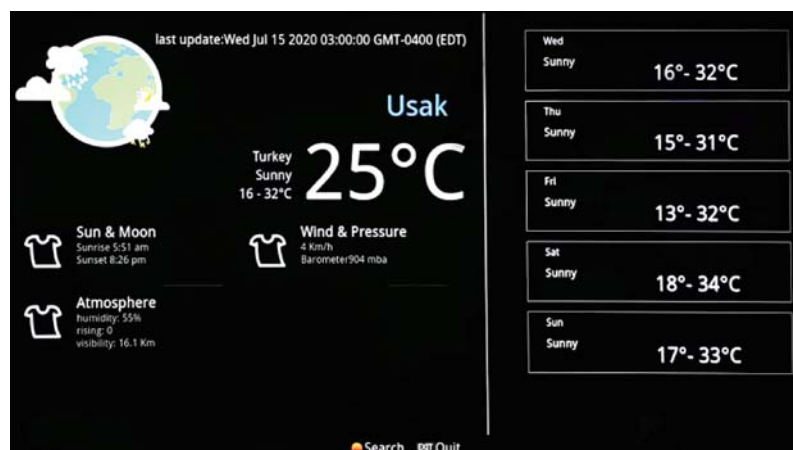 last update:Wed Jul 15 2020 03:00:00 GMT-0400 (EDT)
Usak
Turkey
Sunny
16 - 32°C
25°C
Sun & Moon
Sunrise 5:51 am
Sunset 8:26 pm
Wind & Pressure
4 Km/h
Barometer904 mba
Atmosphere
humidity: 55%
rising: 0
visibility: 16.1 Km
Wed
Sunny
16°- 32°C
Thu
Sunny
15°- 31°C
Fri
Sunny
13°- 32°C
Sat
Sunny
18°- 34°C
Sun
Sunny
17°- 33°C
Search EXIT Quit